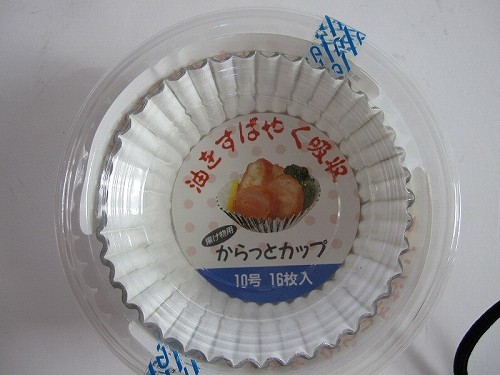 油をすばやく吸収
揚げ物用
からっとカップ
10号 16枚入